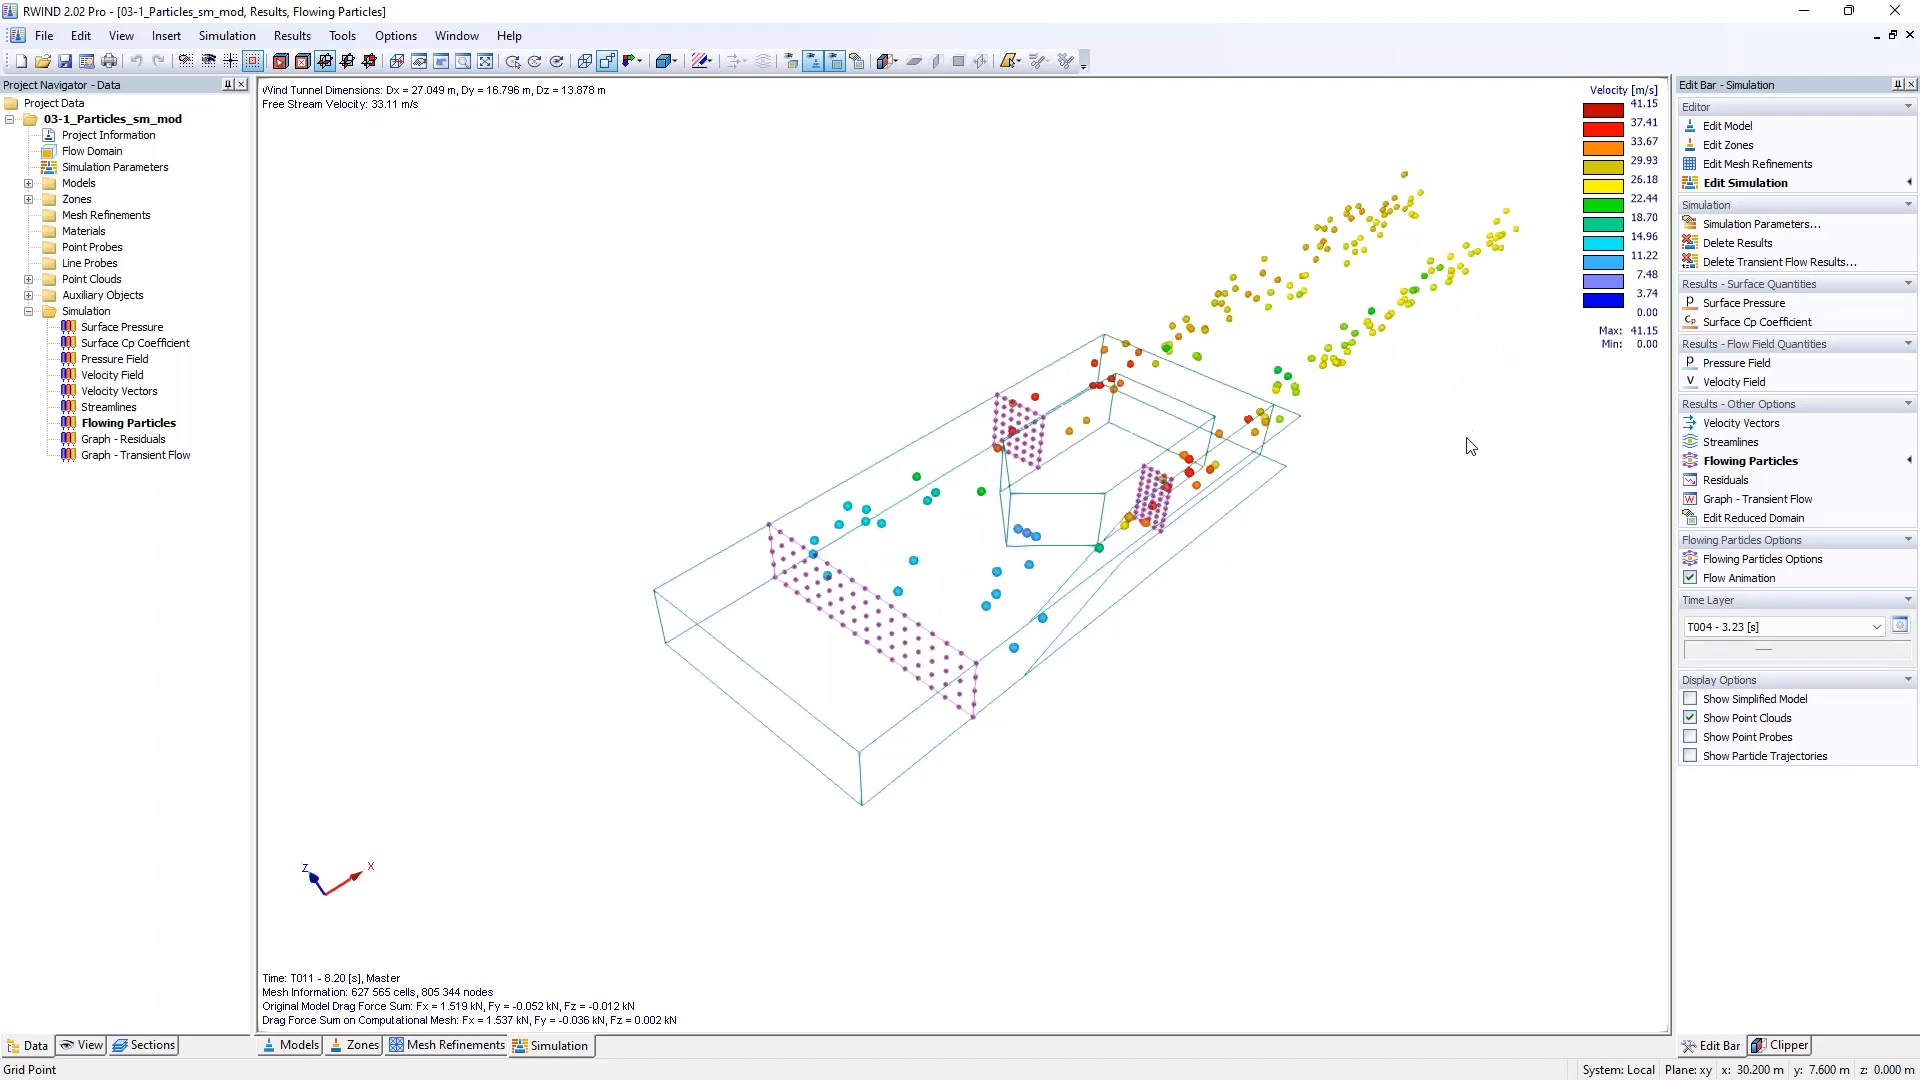 RWIND 2.02 Pro - [03-1_Particles_sm_mod, Results, Flowing Particles]
File Edit View Insert Simulation Results Tools Options Window Help
Project Navigator - Data
Project Data
03-1_Particles_sm_mod
Project Information
Flow Domain
Simulation Parameters
Models
Zones
Mesh Refinements
Materials
Point Probes
Line Probes
Point Clouds
Auxiliary Objects
Simulation
Surface Pressure
Surface Cp Coefficient
Pressure Field
Velocity Field
Velocity Vectors
Streamlines
Flowing Particles
Graph - Residuals
Graph - Transient Flow
Data View Sections
Wind Tunnel Dimensions: Dx = 27.049 m, Dy = 16.796 m, Dz = 13.878 m
Free Stream Velocity: 33.11 m/s
Velocity [m/s]
41.15
37.41
33.67
29.93
26.18
22.44
18.70
14.96
11.22
7.48
3.74
0.00
Max: 41.15
Min: 0.00
Z
X
Time: T011 - 8.20 [s], Master
Mesh Information: 627 565 cells, 805 344 nodes
Original Model Drag Force Sum: Fx = 1.519 kN, Fy = -0.052 kN, Fz = -0.012 kN
Drag Force Sum on Computational Mesh: Fx = 1.537 kN, Fy = -0.036 kN, Fz = 0.002 kN
Models Zones Mesh Refinements Simulation
Edit Bar - Simulation
Editor
Edit Model
Edit Zones
Edit Mesh Refinements
Edit Simulation
Simulation
Simulation Parameters...
Delete Results
Delete Transient Flow Results...
Results - Surface Quantities
P Surface Pressure
Cp Surface Cp Coefficient
Results - Flow Field Quantities
P Pressure Field
V Velocity Field
Results - Other Options
Velocity Vectors
Streamlines
Flowing Particles
Residuals
Graph - Transient Flow
Edit Reduced Domain
Flowing Particles Options
Flowing Particles Options
Flow Animation
Time Layer
T004 - 3.23 [s]
Display Options
Show Simplified Model
Show Point Clouds
Show Point Probes
Show Particle Trajectories
Edit Bar Clipper
Grid Point
System: Local Plane: xy x: 30.200 m y: 7.600 m z: 0.000 m